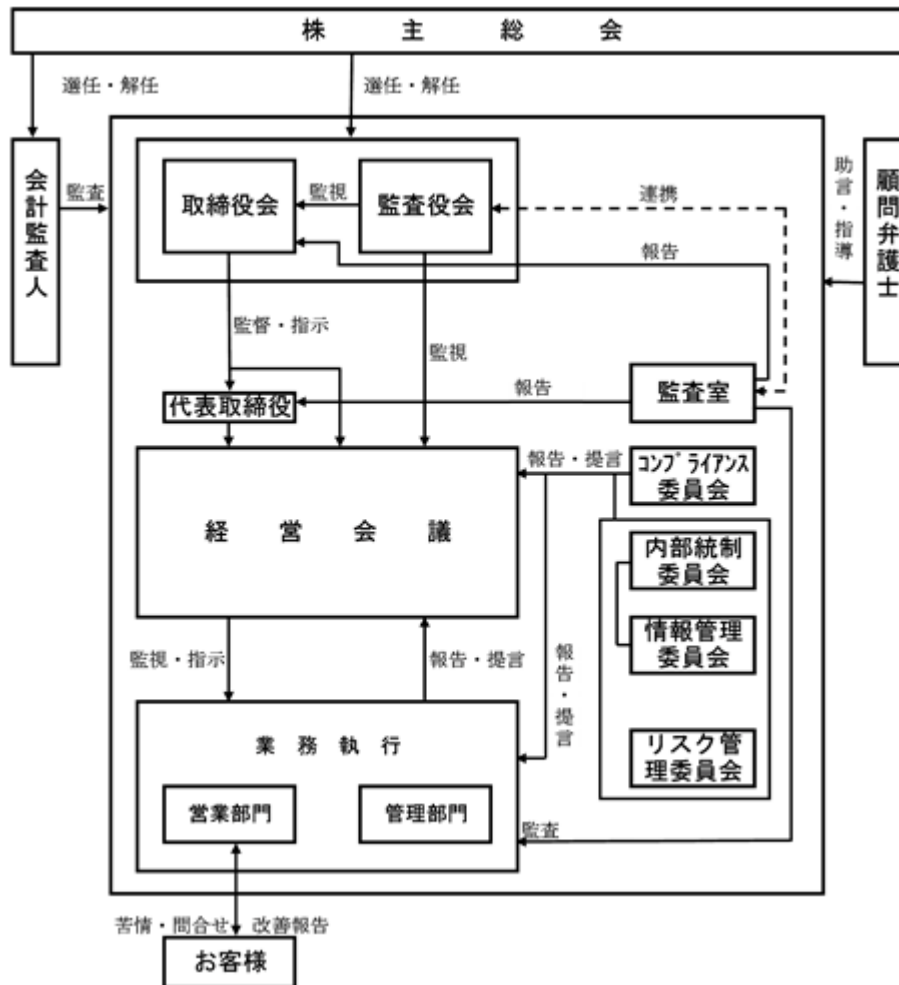 株主総会
選任・解任
選任・解任
会計監査人
監査
取締役会
監視
監査役会
連携
報告
助言・指導
顧問弁護士
監督・指示
監視
代表取締役
報告
監査室
経営会議
報告・提言
コンプライアンス
委員会
内部統制
委員会
情報管理
委員会
リスク管
理委員会
監視・指示
報告・提言
報告・提言
業務執行
営業部門
管理部門
監査
苦情・問合せ
改善報告
お客様